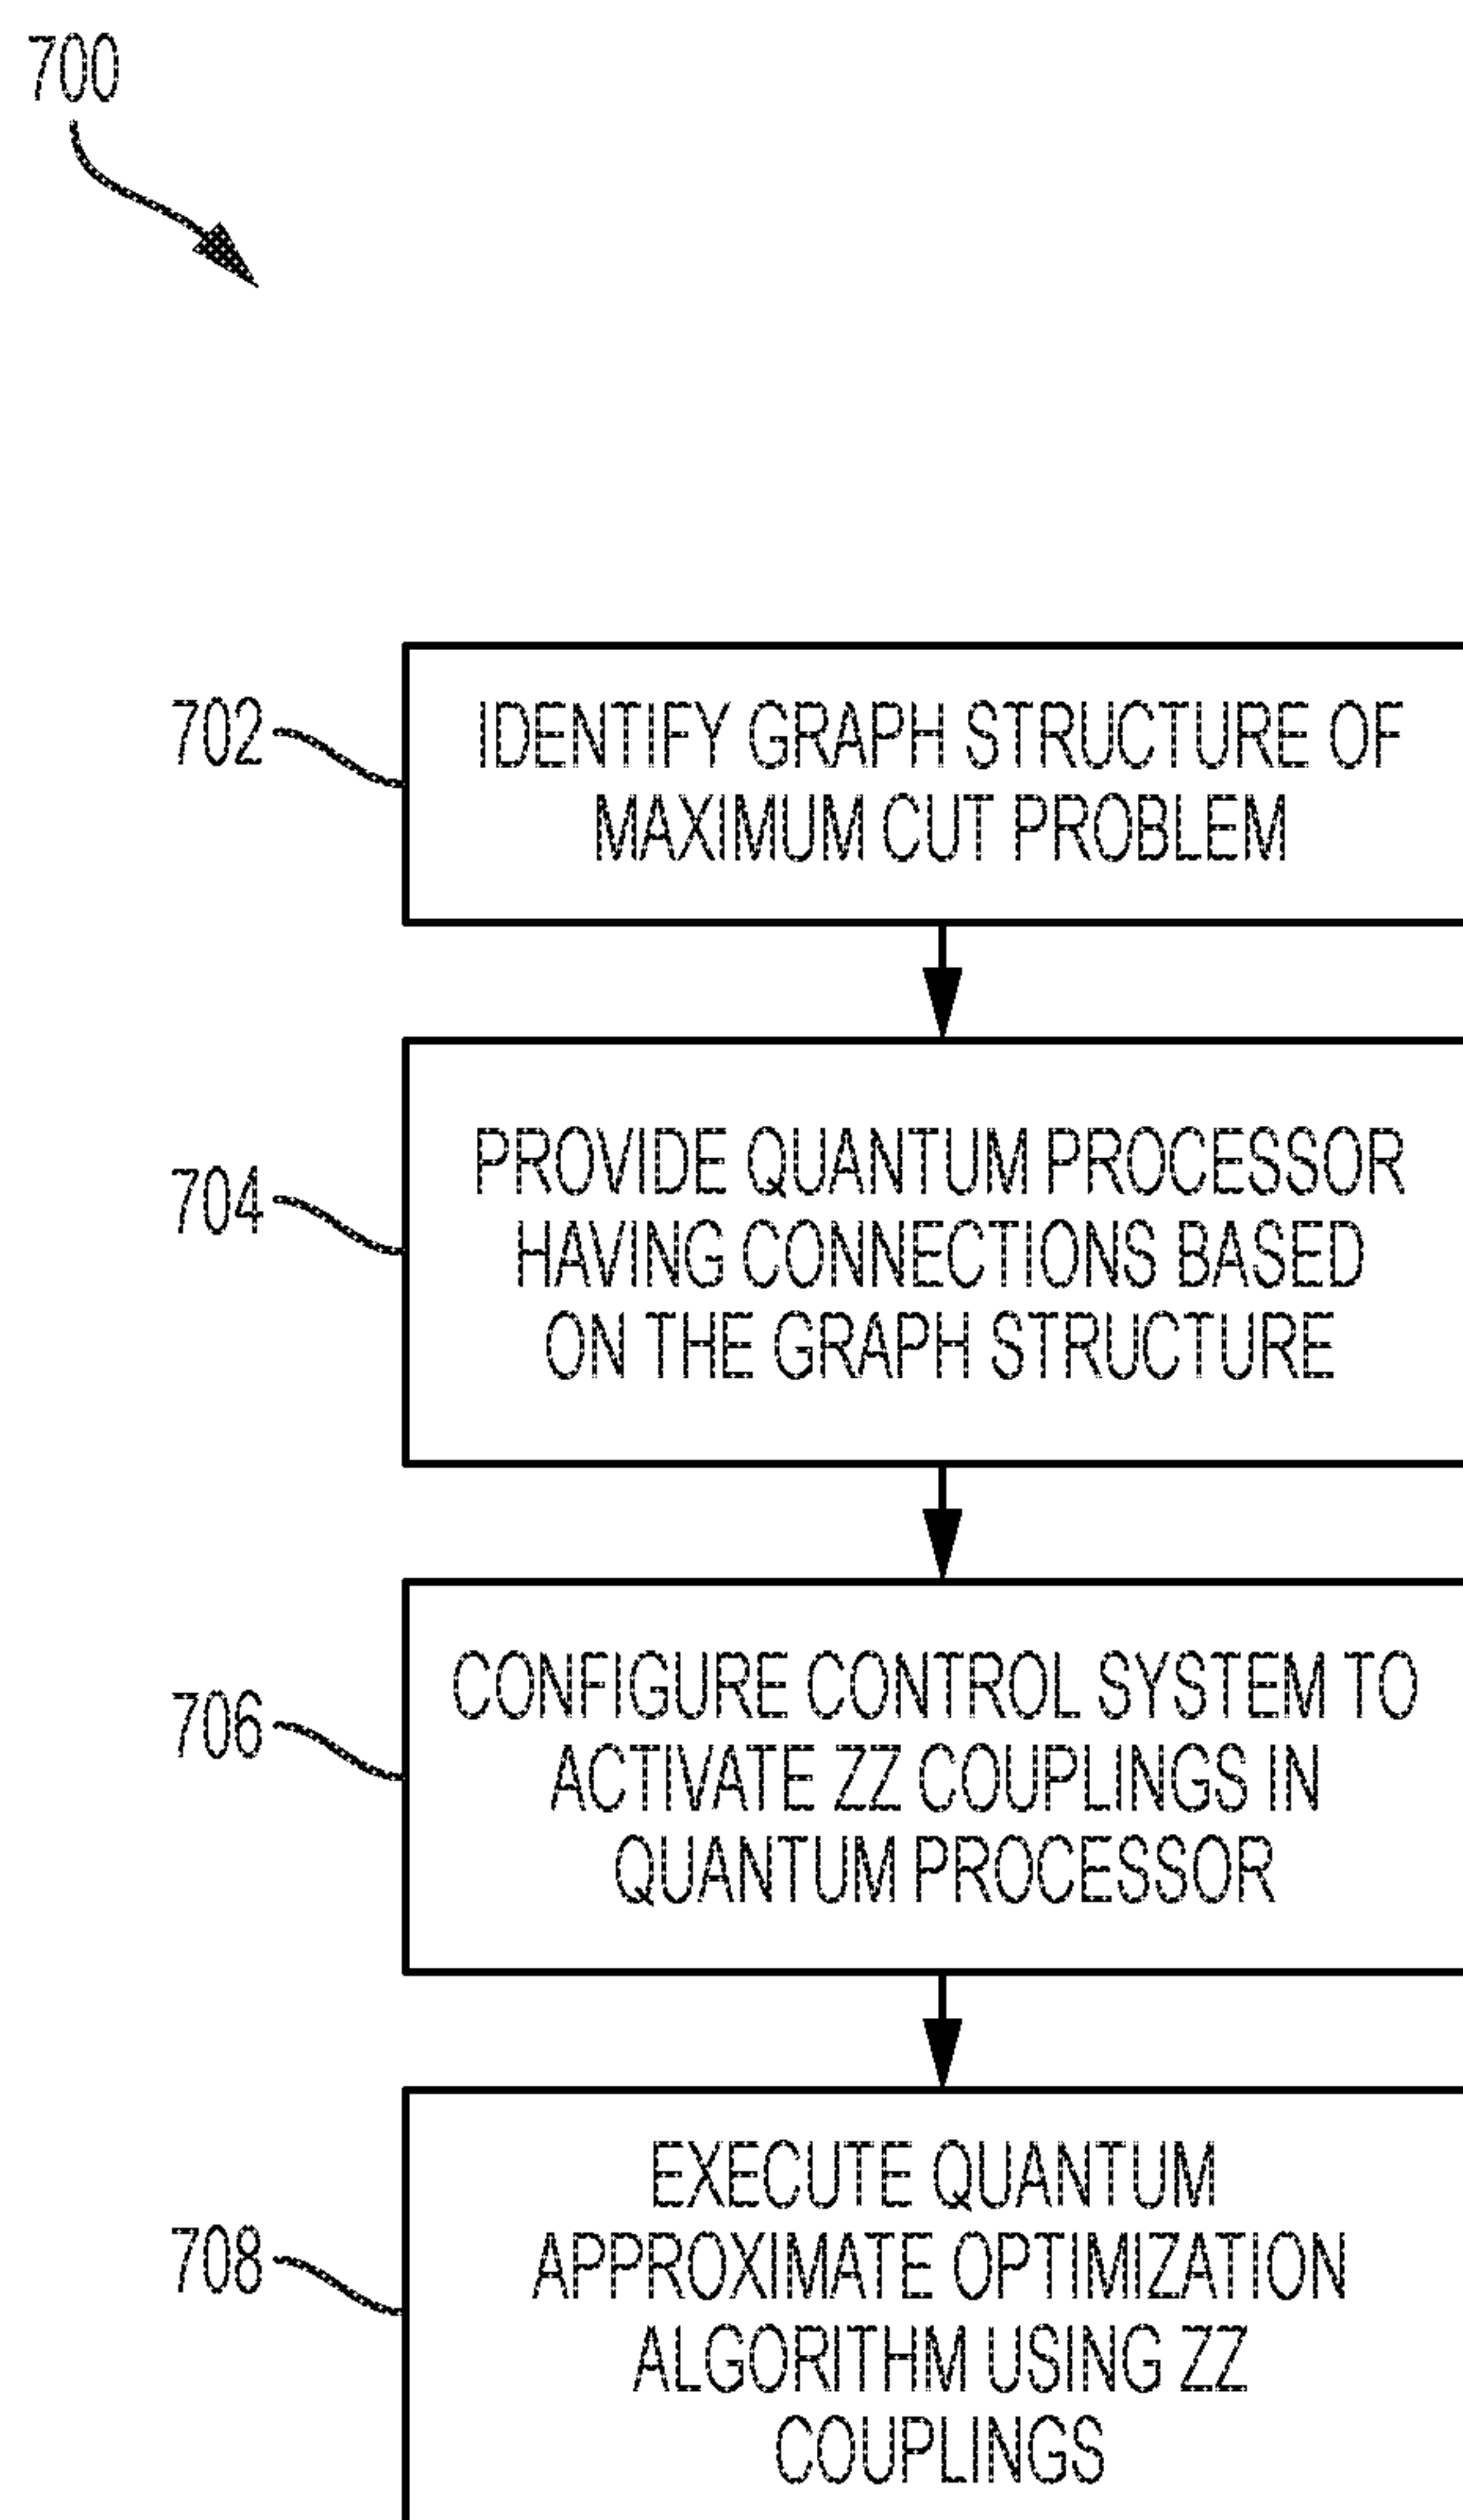 700
702
IDENTIFY GRAPH STRUCTURE OF
MAXIMUM CUT PROBLEM
704
PROVIDE QUANTUM PROCESSOR
HAVING CONNECTIONS BASED
ON THE GRAPH STRUCTURE
706
CONFIGURE CONTROL SYSTEM TO
ACTIVATE ZZ COUPLINGS IN
QUANTUM PROCESSOR
708
EXECUTE QUANTUM
APPROXIMATE OPTIMIZATION
ALGORITHM USING ZZ
COUPLINGS